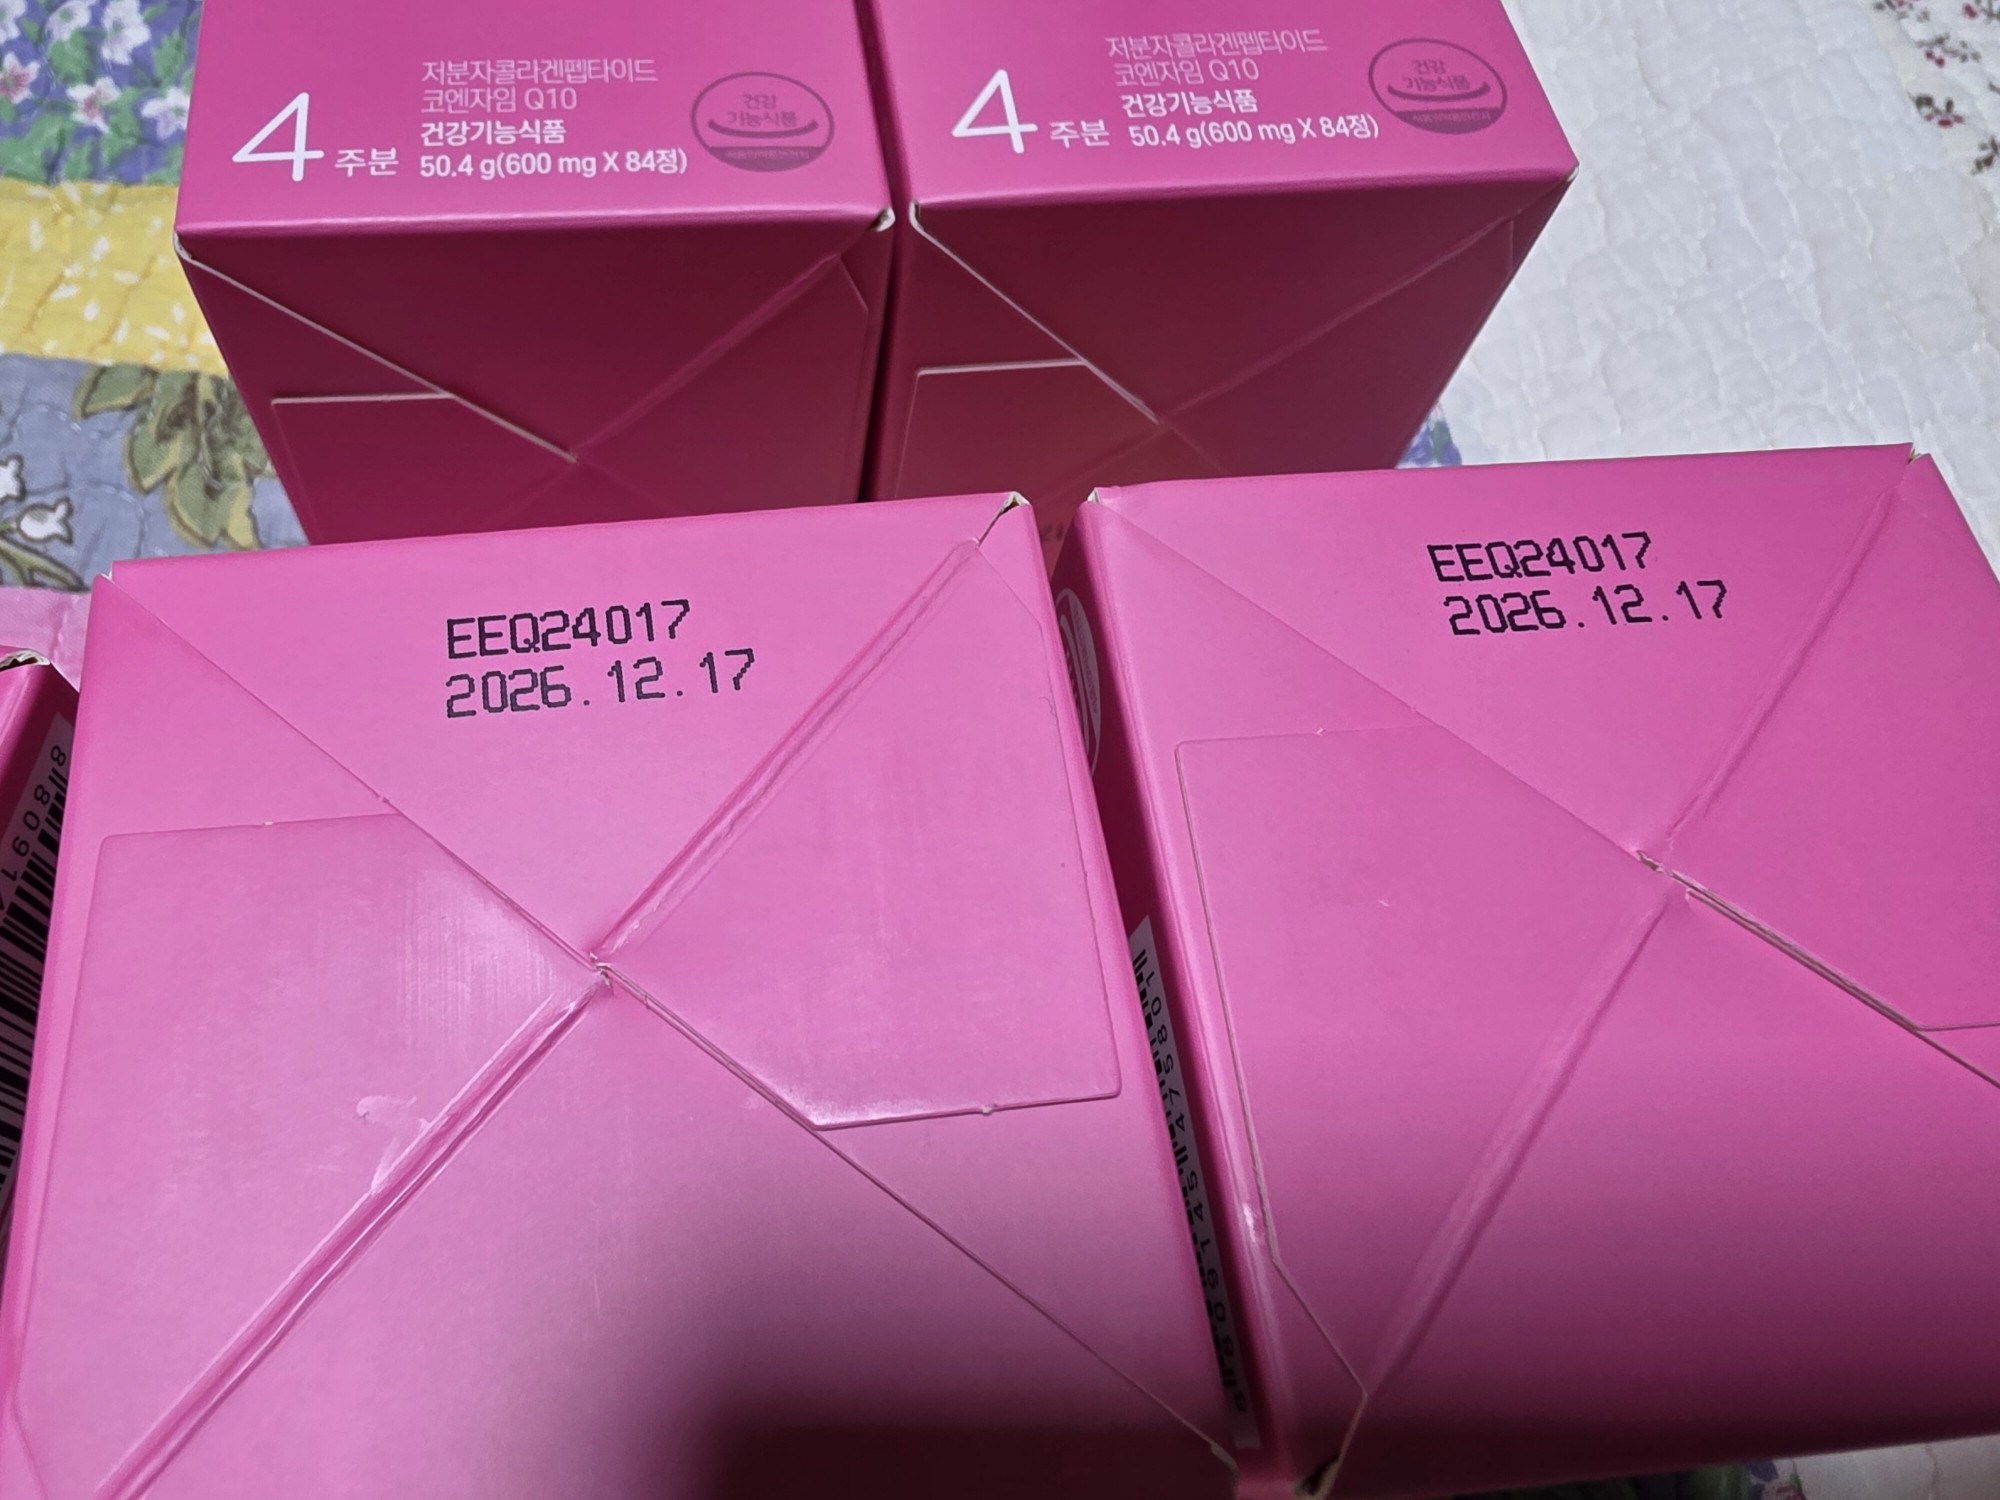 저분자콜라겐펩타이드
코엔자임 Q10
건강기능식품
4 주분 50.4 g(600 mg X 84정)
건강
기능식품
저분자콜라겐펩타이드
코엔자임 Q10
건강기능식품
4 주분 50.4 g(600 mg X 84정)
건강
기능식품
EEQ24017
2026.12.17
EEQ24017
2026.12.17